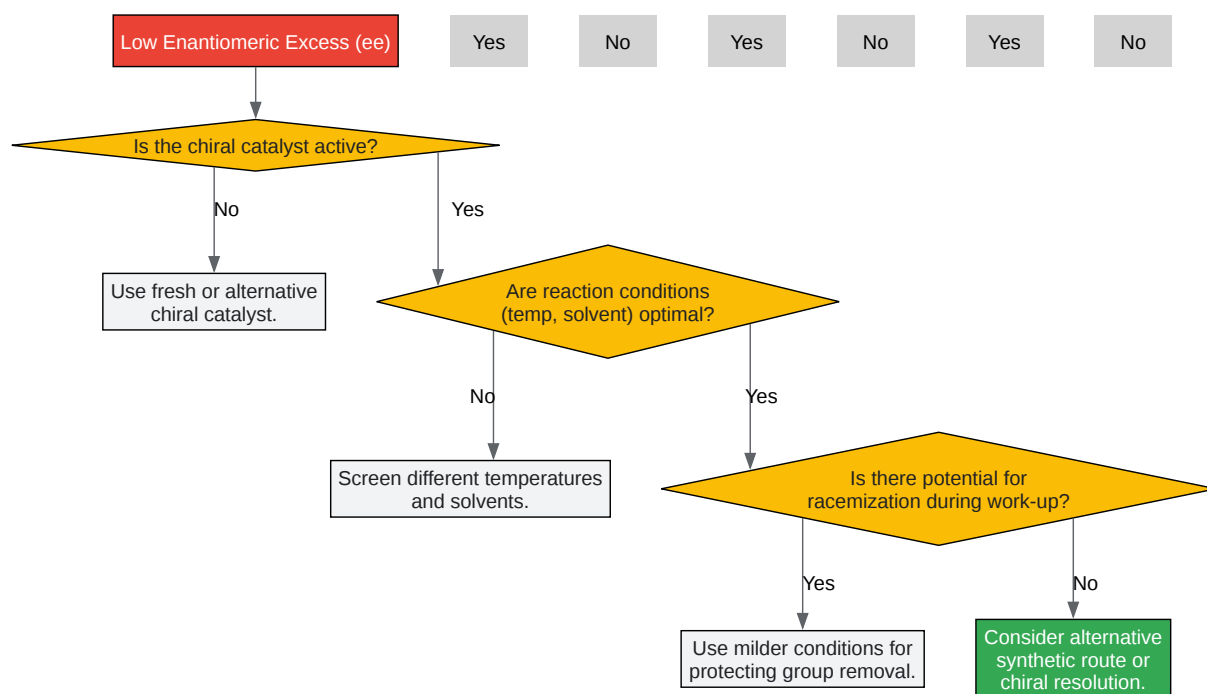 Low Enantiomeric Excess (ee)
Yes
No
Yes
No
Yes
No
Is the chiral catalyst active?
No
Yes
Use fresh or alternative
chiral catalyst.
Are reaction conditions
(temp, solvent) optimal?
No
Yes
Screen different temperatures
and solvents.
Is there potential for
racemization during work-up?
Yes
No
Use milder conditions for
protecting group removal.
Consider alternative
synthetic route or
chiral resolution.